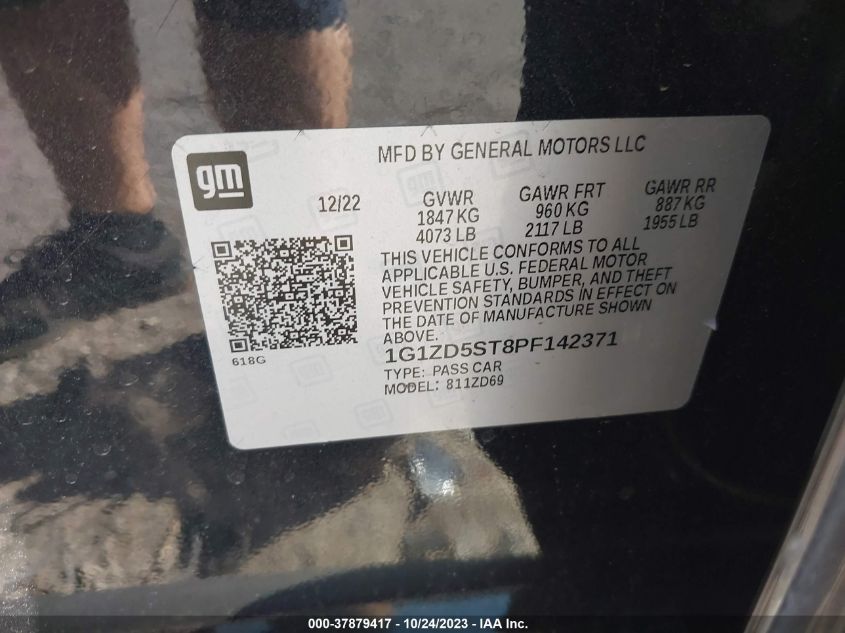 gm
MFD BY GENERAL MOTORS LLC
12/22
GVWR
1847 KG
4073 LB
GAWR FRT
960 KG
2117 LB
GAWR RR
887 KG
1955 LB
THIS VEHICLE CONFORMS TO ALL
APPLICABLE U.S. FEDERAL MOTOR
VEHICLE SAFETY, BUMPER, AND THEFT
PREVENTION STANDARDS IN EFFECT ON
THE DATE OF MANUFACTURE SHOWN
ABOVE.
618G
1G1ZD5ST8PF142371
TYPE: PASS CAR
MODEL: 811ZD69
000-37879417 - 10/24/2023 - IAA Inc.